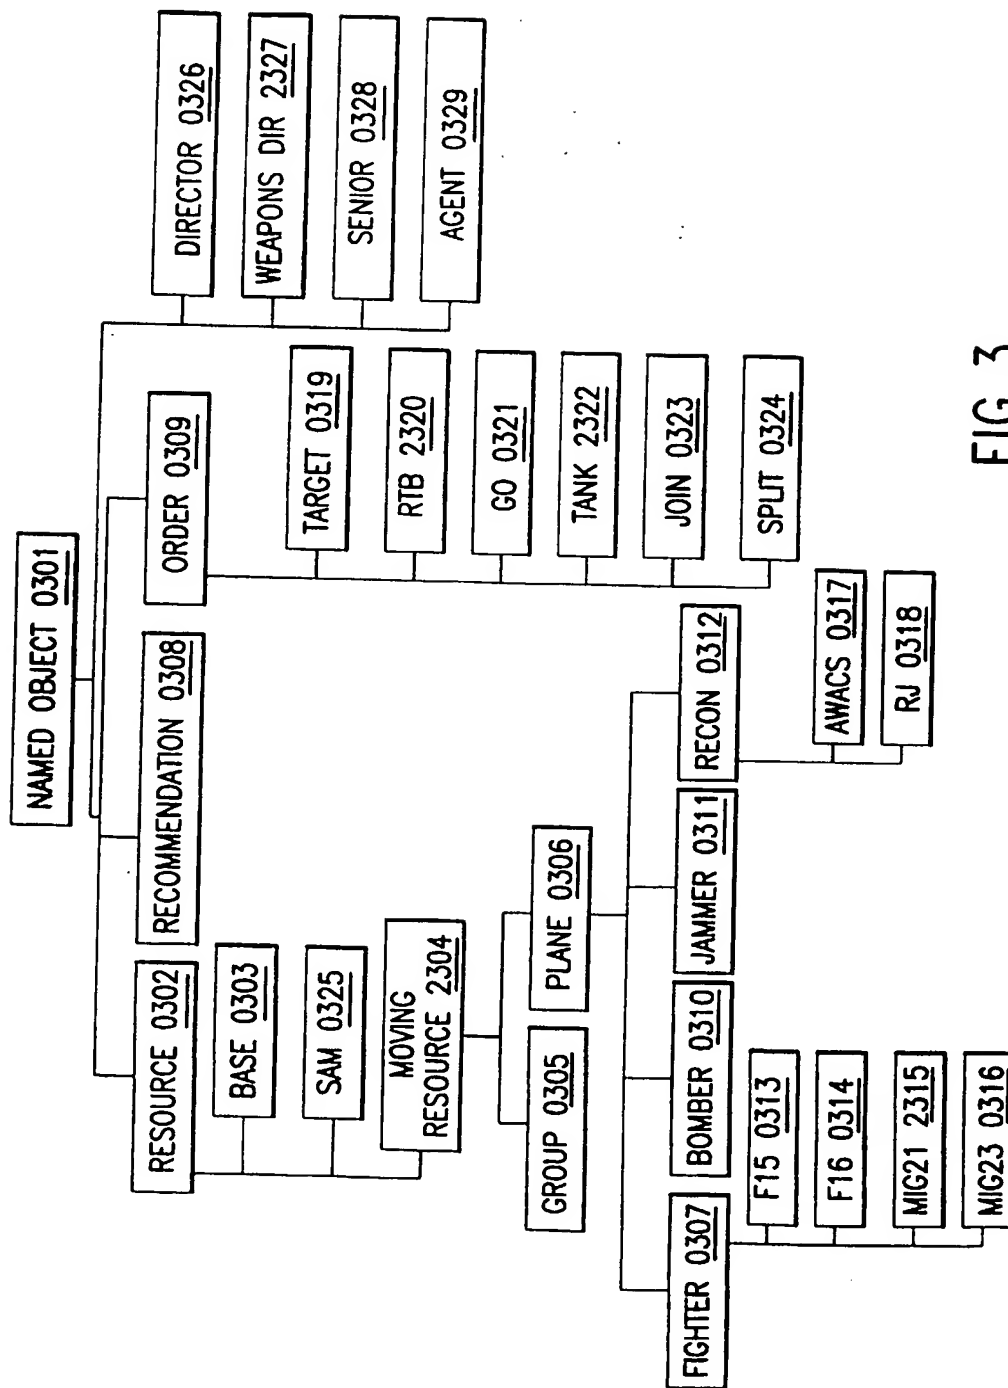 NAMED OBJECT 0301
RESOURCE 0302
RECOMMENDATION 0308
ORDER 0309
DIRECTOR 0326
WEAPONS DIR 2327
SENIOR 0328
AGENT 0329
BASE 0303
SAM 0325
MOVING
RESOURCE 2304
TARGET 0319
RTB 2320
GO 0321
TANK 2322
JOIN 0323
SPLIT 0324
GROUP 0305
PLANE 0306
FIGHTER 0307
BOMBER 0310
JAMMER 0311
RECON 0312
F15 0313
F16 0314
MIG21 2315
MIG23 0316
AWACS 0317
RJ 0318
FIG. 3